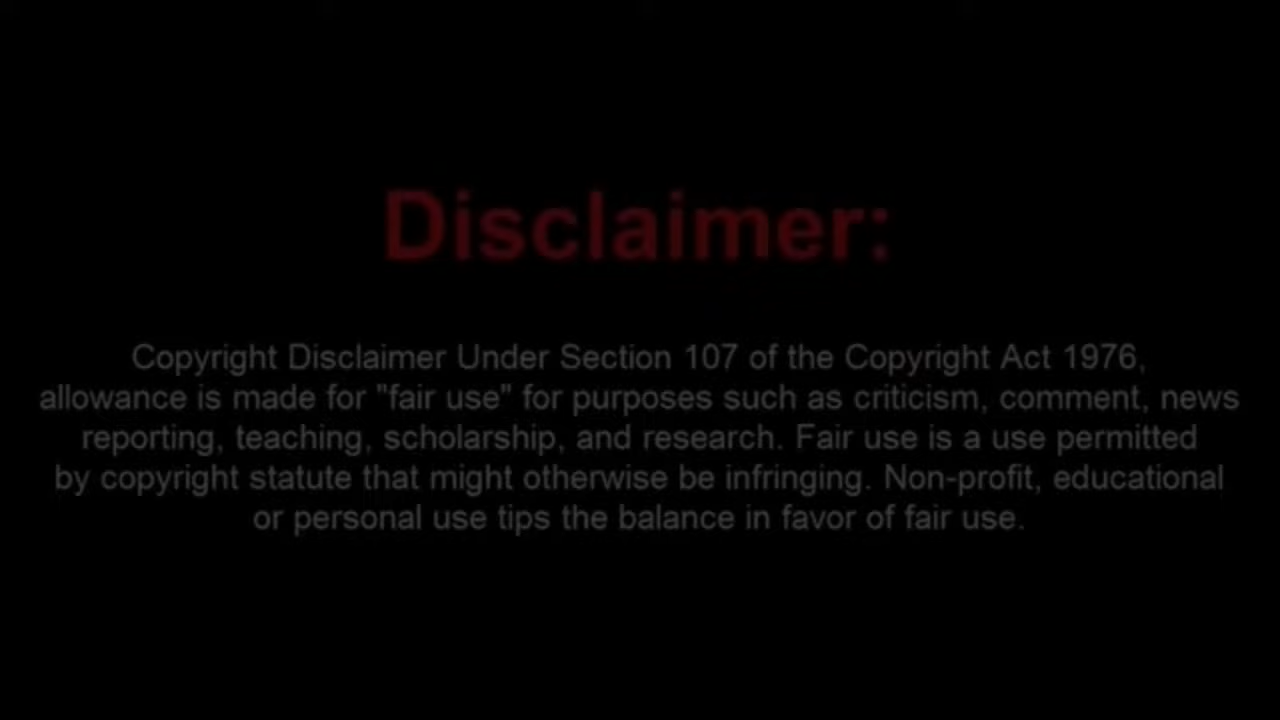 Disclaimer:
Copyright Disclaimer Under Section 107 of the Copyright Act 1976,
allowance is made for "fair use" for purposes such as criticism, comment, news
reporting, teaching, scholarship, and research. Fair use is a use permitted
by copyright statute that might otherwise be infringing. Non-profit, educational
or personal use tips the balance in favor of fair use.